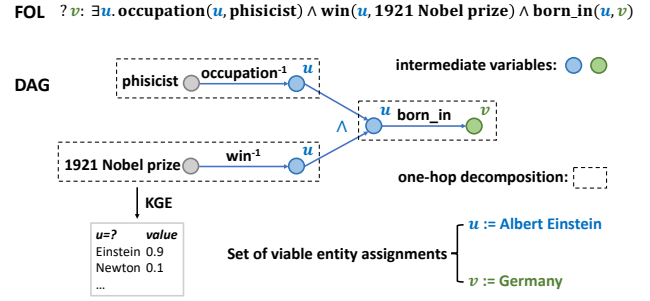 FOL ? v: ∃u. occupation(u, phisicist) ∧ win(u, 1921 Nobel prize) ∧ born_in(u, v)
DAG
phisicist occupation⁻¹ u
intermediate variables:
∧ u born_in v
1921 Nobel prize win⁻¹ u
one-hop decomposition:
KGE
u=? value
Einstein 0.9
Newton 0.1
...
Set of viable entity assignments
u := Albert Einstein
v := Germany